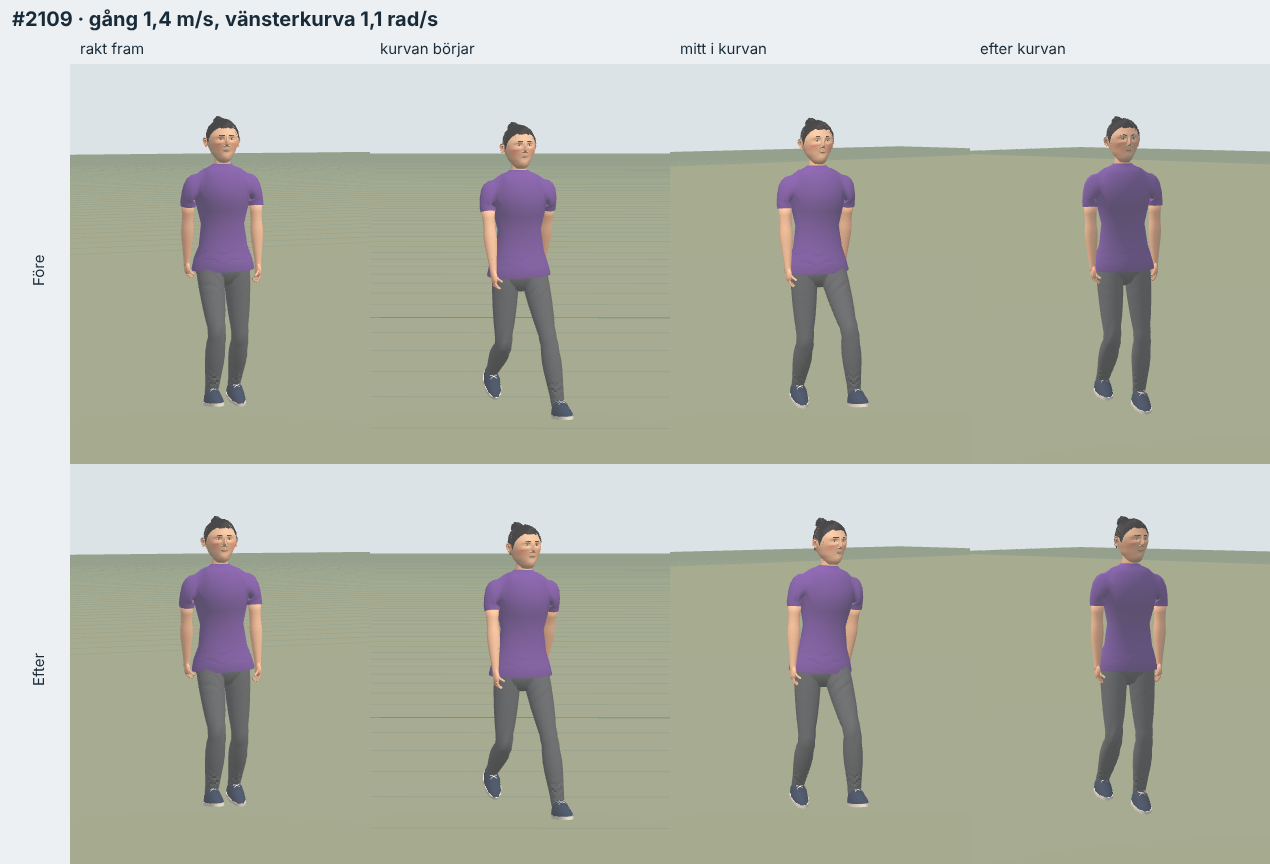 #2109 · gång 1,4 m/s, vänsterkurva 1,1 rad/s
rakt fram
kurvan börjar
mitt i kurvan
efter kurvan
Före
Efter